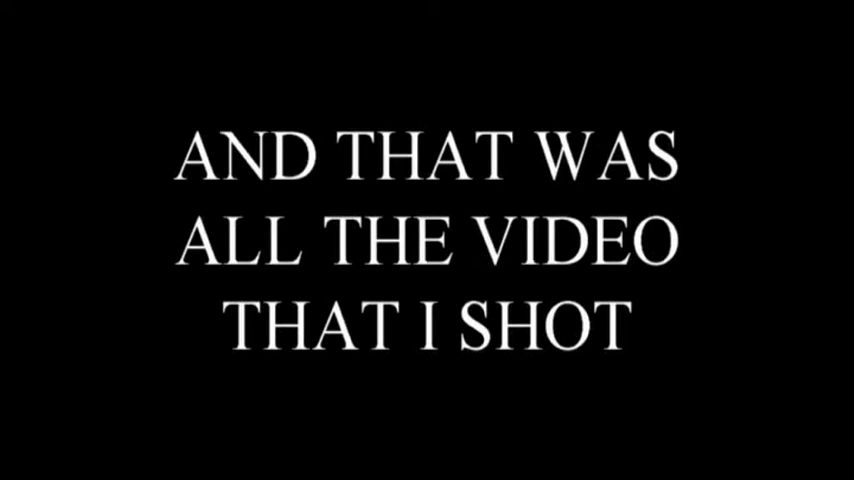 AND THAT WAS
ALL THE VIDEO
THAT I SHOT